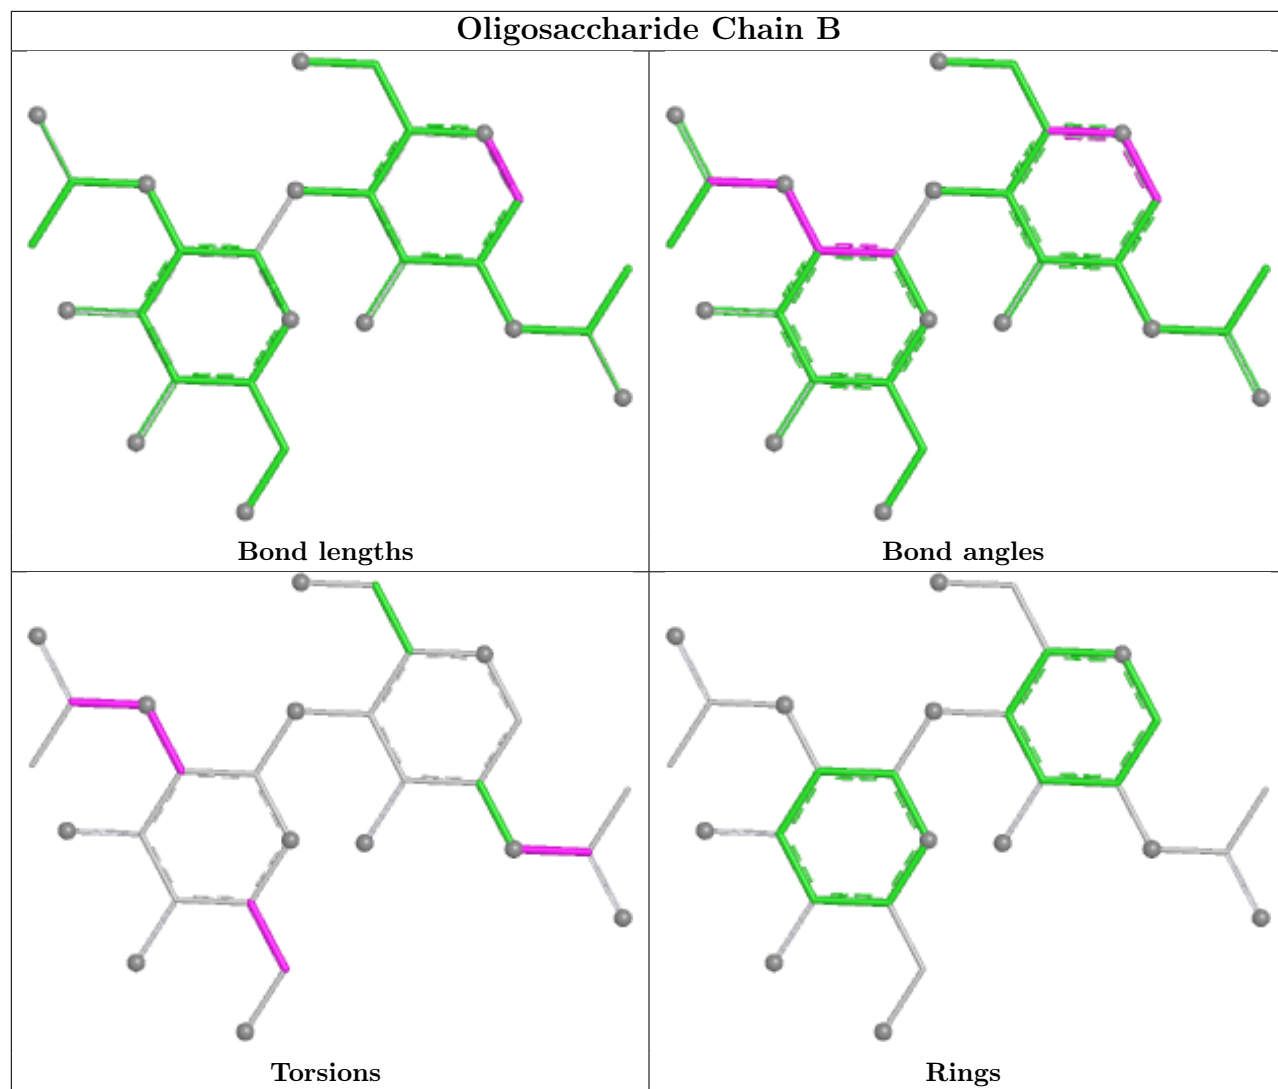 Oligosaccharide Chain B
Bond lengths
Bond angles
Torsions
Rings